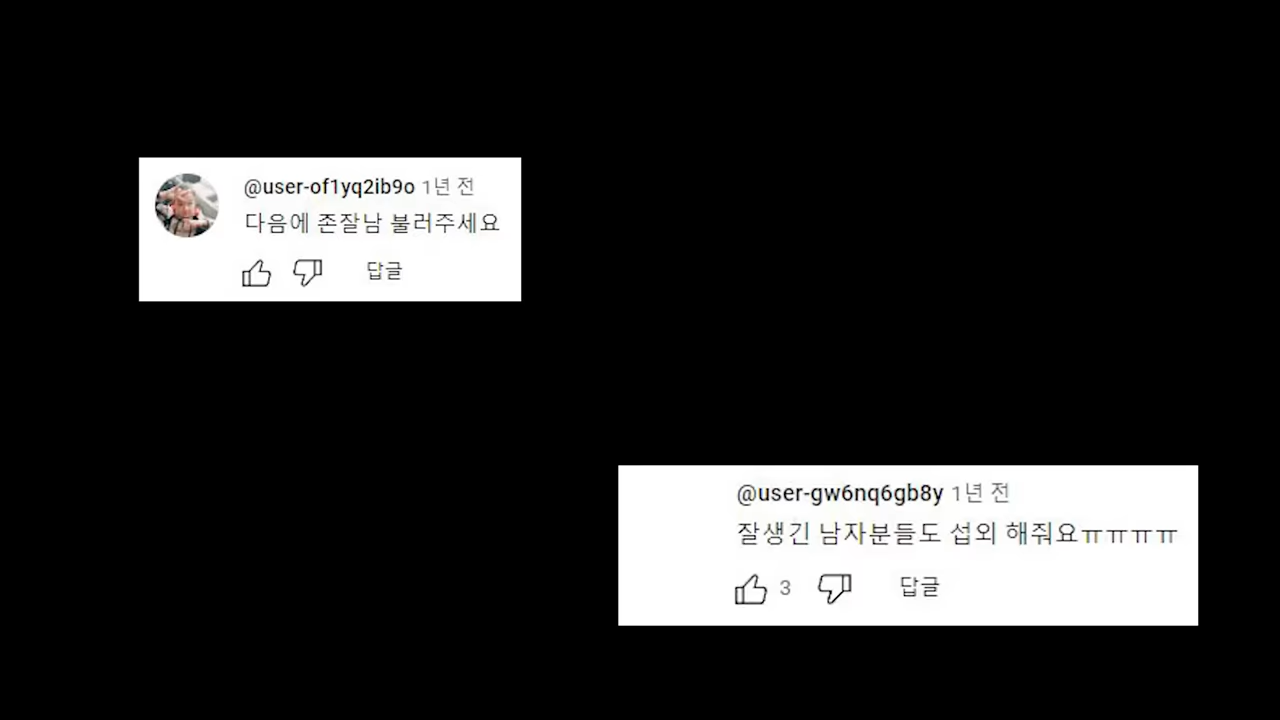 @user-of1yq2ib9o 1년 전
다음에 존잘남 불러주세요
답글
@user-gw6nq6gb8y 1년 전
잘생긴 남자분들도 섭외 해줘요ㅠㅠㅠㅠ
3 답글